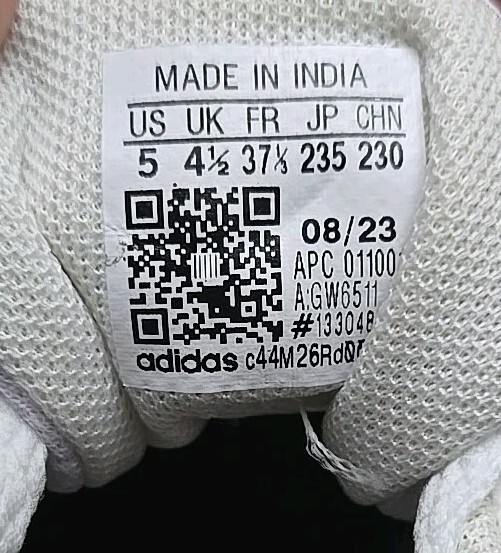 MADE IN INDIA
US UK FR JP CHN
5 4½ 37⅓ 235 230
08/23
APC 01100
A:GW6511
#133048
adidas c44M26Rd